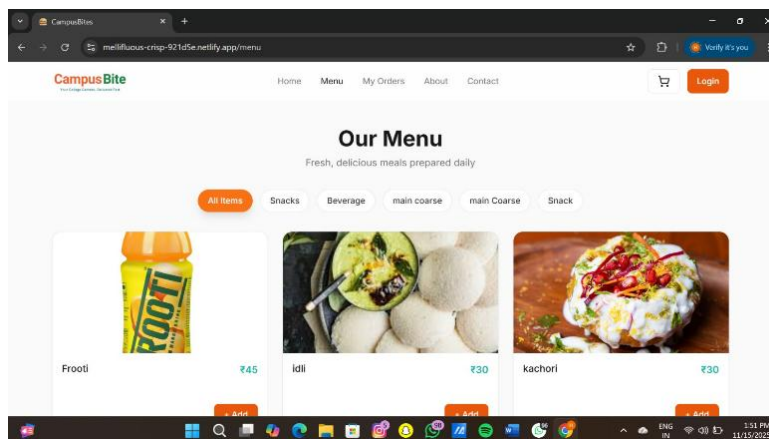 CampusBites
mellifluous-crisp-921d5e.netlify.app/menu
Verify it's you
CampusBite
Home Menu My Orders About Contact
Login
Our Menu
Fresh, delicious meals prepared daily
All Items Snacks Beverage main coarse main Coarse Snack
FROOTI
Frooti ₹45
idli ₹30
kachori ₹30
+ Add + Add + Add
ENG
IN
1:51 PM
11/15/2025